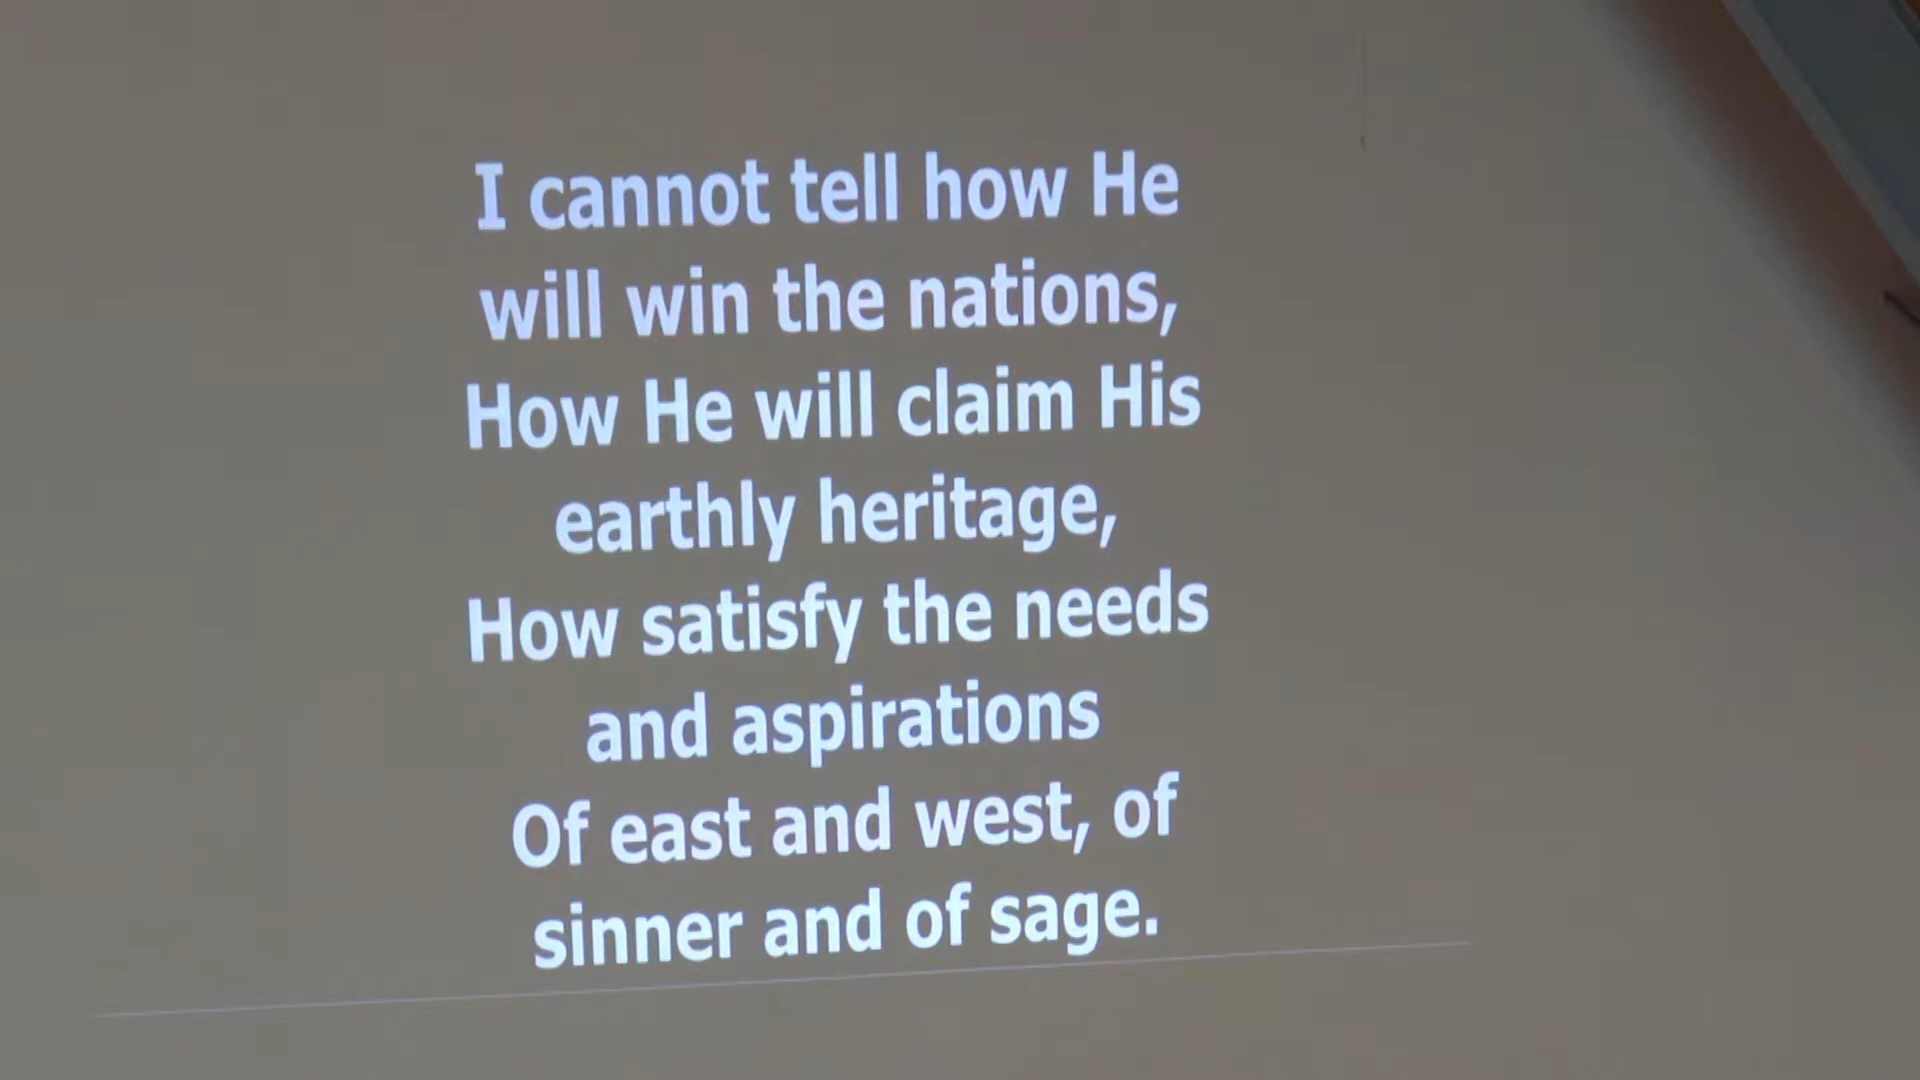 I cannot tell how He
will win the nations,
How He will claim His
earthly heritage,
How satisfy the needs
and aspirations
Of east and west, of
sinner and of sage.